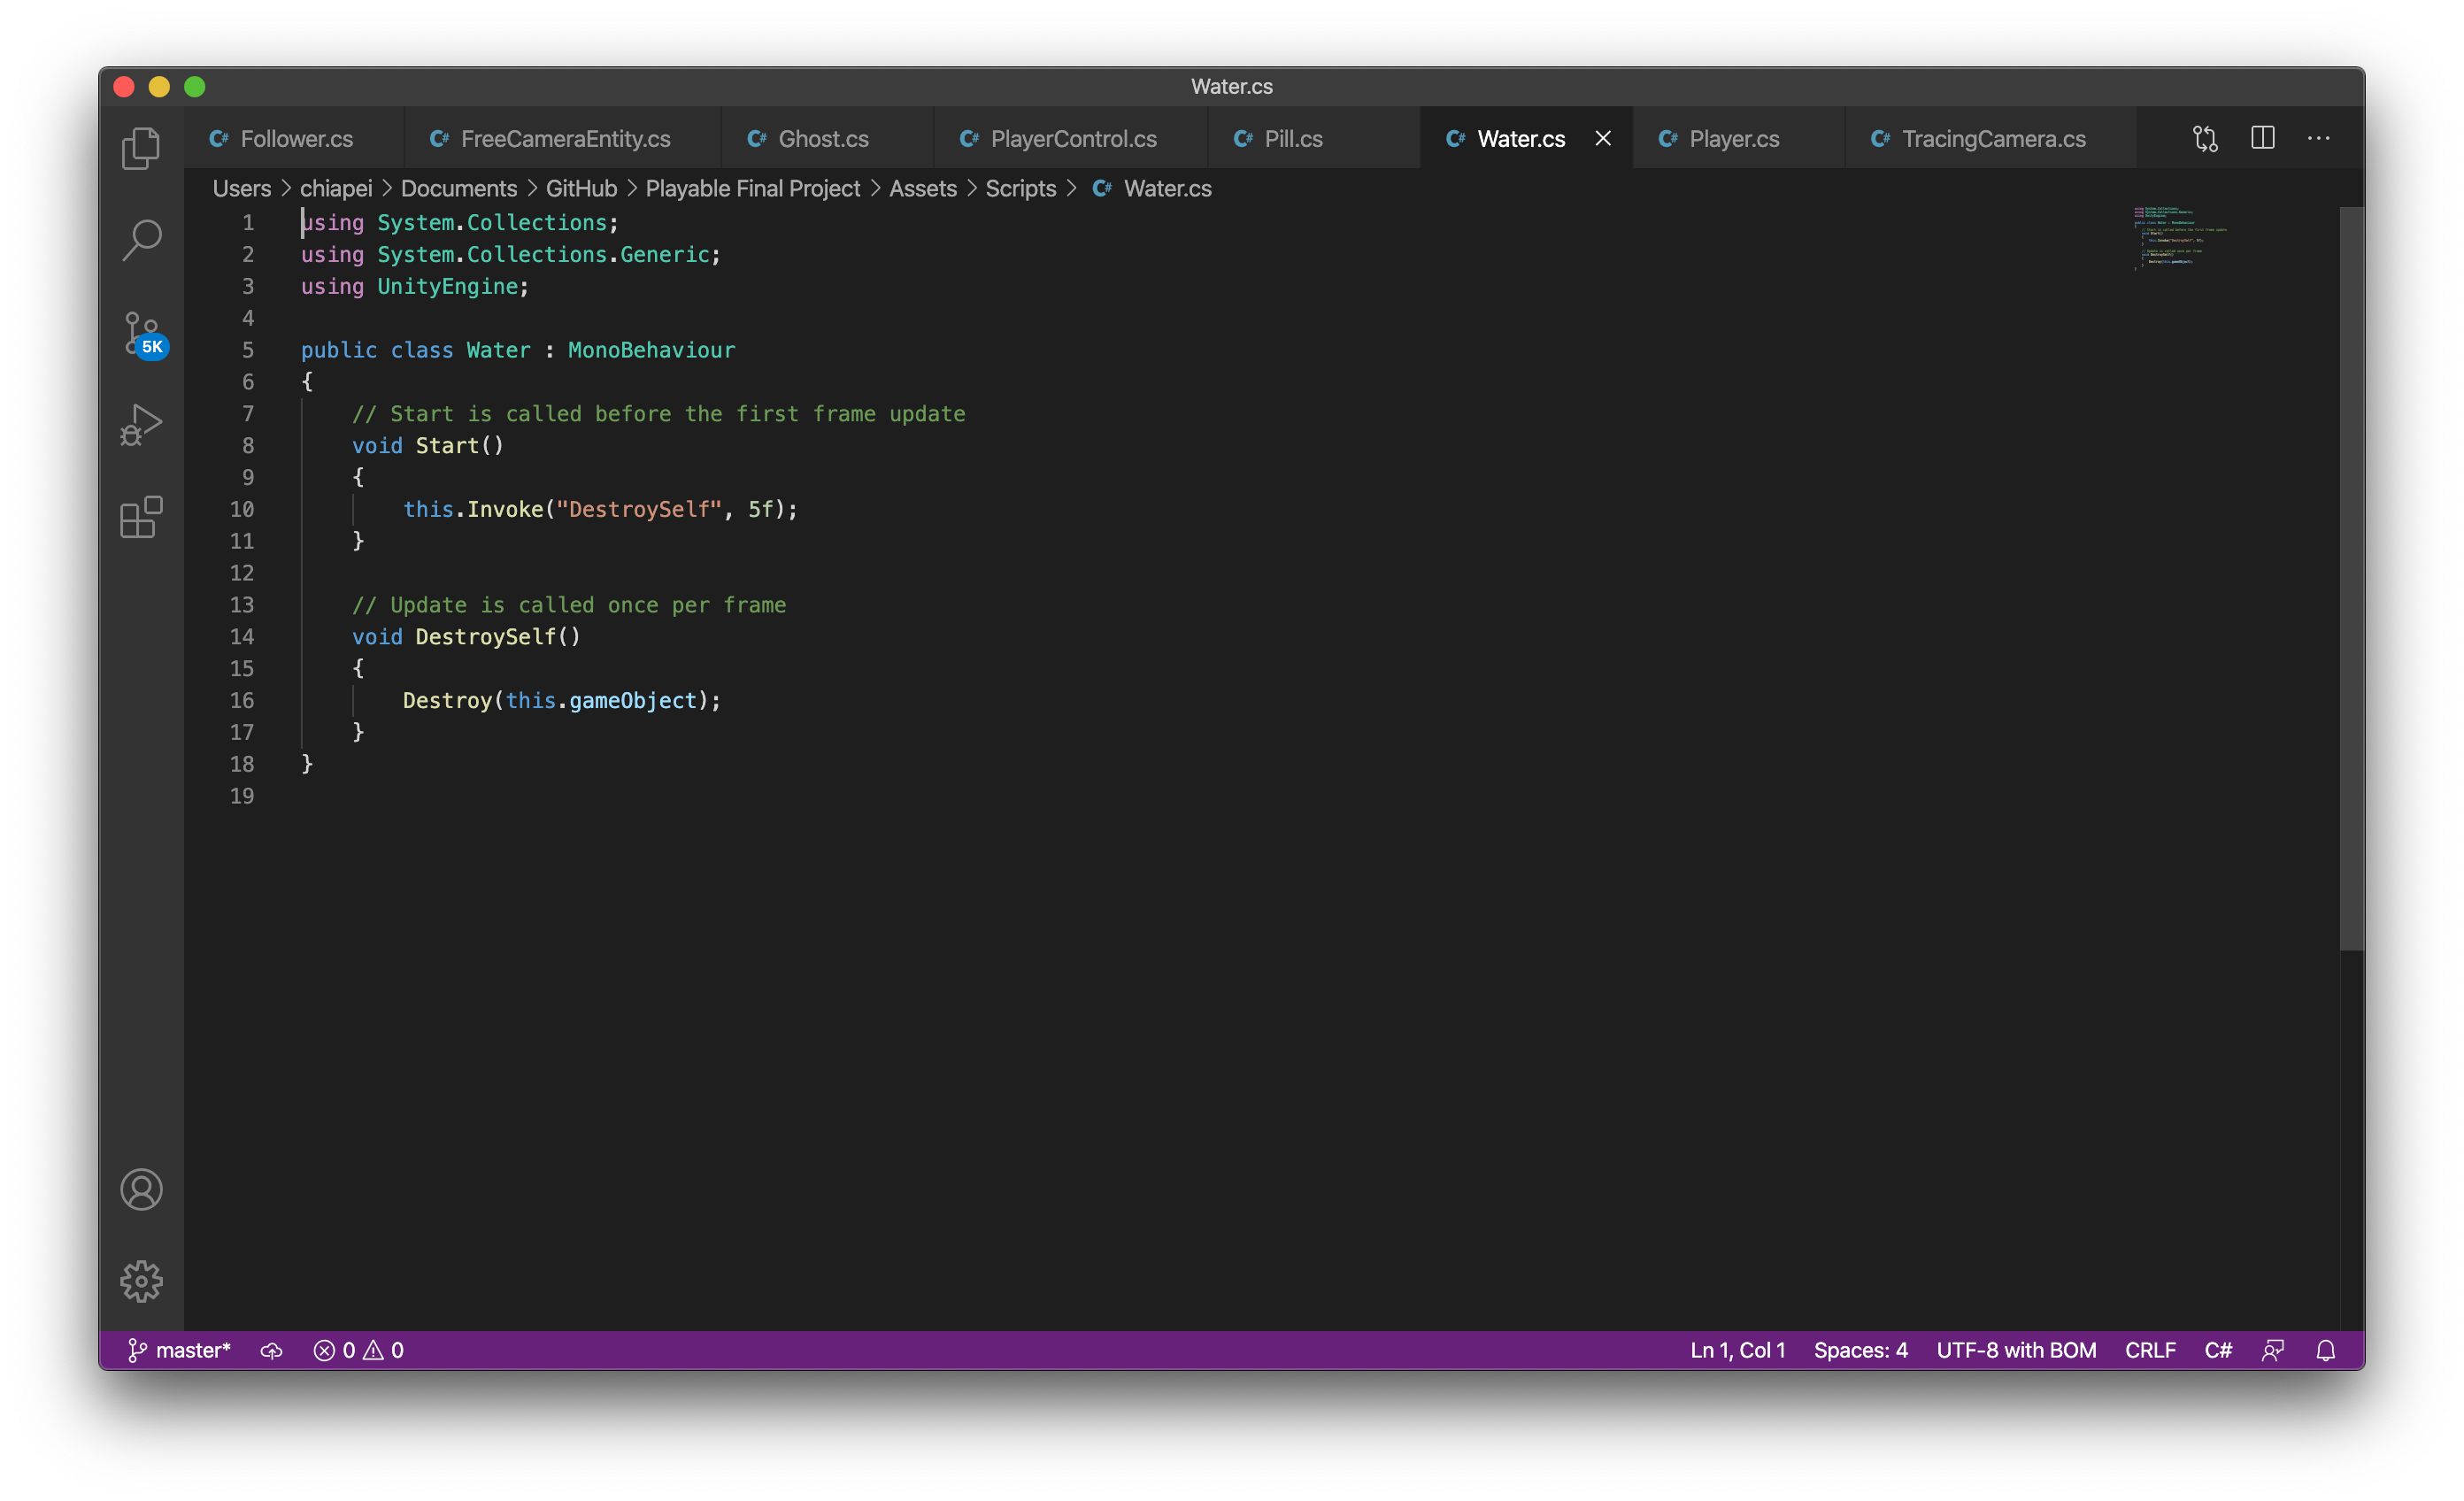 Water.cs
C# Follower.cs C# FreeCameraEntity.cs C# Ghost.cs C# PlayerControl.cs C# Pill.cs C# Water.cs C# Player.cs C# TracingCamera.cs
Users > chiapei > Documents > GitHub > Playable Final Project > Assets > Scripts > C# Water.cs
1 using System.Collections;
2 using System.Collections.Generic;
3 using UnityEngine;
4
5 public class Water : MonoBehaviour
6 {
7 // Start is called before the first frame update
8 void Start()
9 {
10 this.Invoke("DestroySelf", 5f);
11 }
12
13 // Update is called once per frame
14 void DestroySelf()
15 {
16 Destroy(this.gameObject);
17 }
18 }
19
5K
master* 0 0 Ln 1, Col 1 Spaces: 4 UTF-8 with BOM CRLF C#